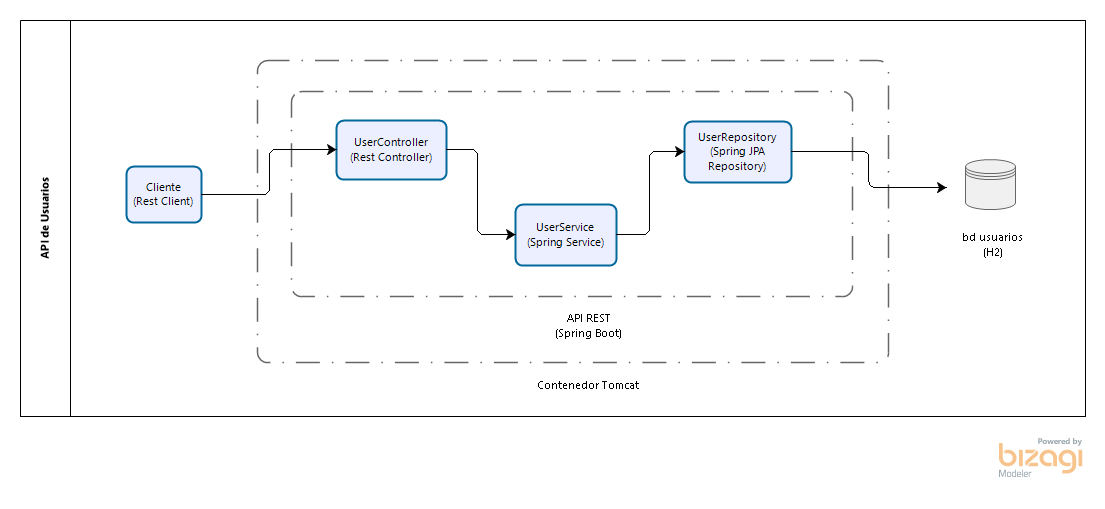 API de Usuarios
Cliente
(Rest Client)
UserController
(Rest Controller)
UserService
(Spring Service)
UserRepository
(Spring JPA
Repository)
bd usuarios
(H2)
API REST
(Spring Boot)
Contenedor Tomcat
Powered by
bizagi
Modeler